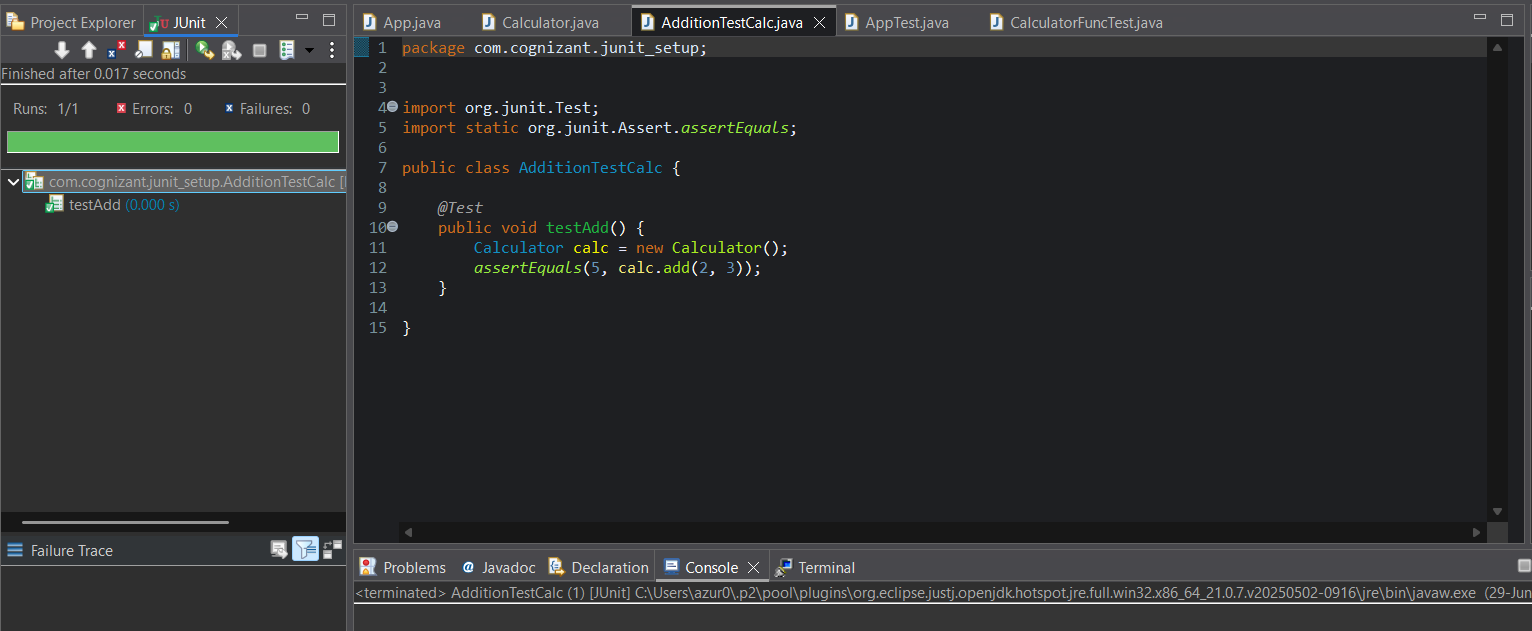 Project Explorer
JUnit
Finished after 0.017 seconds
Runs: 1/1
Errors: 0
Failures: 0
com.cognizant.junit_setup.AdditionTestCalc [
testAdd (0.000 s)
Failure Trace
App.java
Calculator.java
AdditionTestCalc.java
AppTest.java
CalculatorFuncTest.java
1 package com.cognizant.junit_setup;
2
3
4 import org.junit.Test;
5 import static org.junit.Assert.assertEquals;
6
7 public class AdditionTestCalc {
8
9 @Test
10 public void testAdd() {
11 Calculator calc = new Calculator();
12 assertEquals(5, calc.add(2, 3));
13 }
14
15 }
Problems
Javadoc
Declaration
Console
Terminal
<terminated> AdditionTestCalc (1) [JUnit] C:\Users\azur0\.p2\pool\plugins\org.eclipse.justj.openjdk.hotspot.jre.full.win32.x86_64_21.0.7.v20250502-0916\jre\bin\javaw.exe (29-Jun